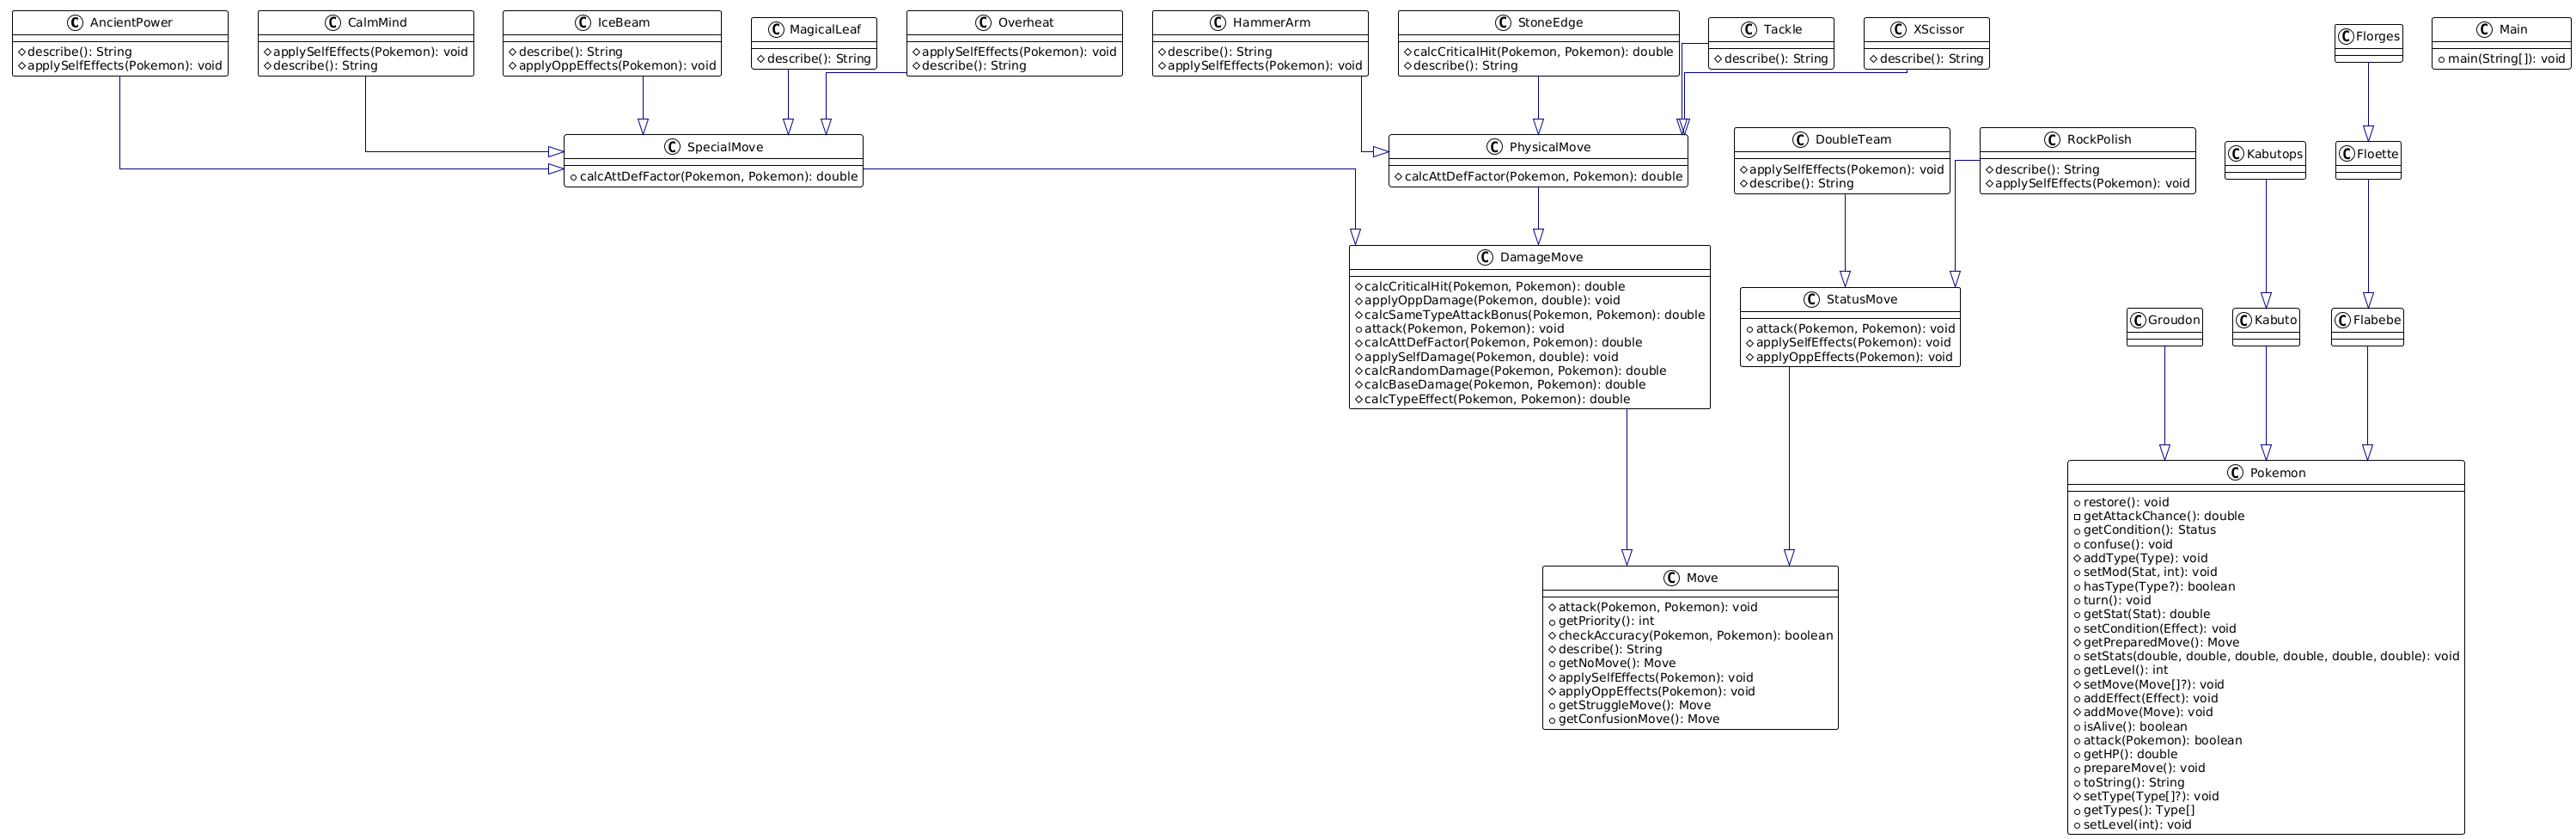 C AncientPower
describe(): String
applySelfEffects(Pokemon): void
C CalmMind
applySelfEffects(Pokemon): void
describe(): String
C IceBeam
describe(): String
applyOppEffects(Pokemon): void
C MagicalLeaf
describe(): String
C Overheat
applySelfEffects(Pokemon): void
describe(): String
C HammerArm
describe(): String
applySelfEffects(Pokemon): void
C StoneEdge
calcCriticalHit(Pokemon, Pokemon): double
describe(): String
C Tackle
describe(): String
C XScissor
describe(): String
C Florges
C Main
main(String[]): void
C SpecialMove
calcAttDefFactor(Pokemon, Pokemon): double
C PhysicalMove
calcAttDefFactor(Pokemon, Pokemon): double
C DoubleTeam
applySelfEffects(Pokemon): void
describe(): String
C RockPolish
describe(): String
applySelfEffects(Pokemon): void
C Kabutops
C Floette
C DamageMove
calcCriticalHit(Pokemon, Pokemon): double
applyOppDamage(Pokemon, double): void
calcSameTypeAttackBonus(Pokemon, Pokemon): double
attack(Pokemon, Pokemon): void
calcAttDefFactor(Pokemon, Pokemon): double
applySelfDamage(Pokemon, double): void
calcRandomDamage(Pokemon, Pokemon): double
calcBaseDamage(Pokemon, Pokemon): double
calcTypeEffect(Pokemon, Pokemon): double
C StatusMove
attack(Pokemon, Pokemon): void
applySelfEffects(Pokemon): void
applyOppEffects(Pokemon): void
C Groudon
C Kabuto
C Flabebe
C Move
attack(Pokemon, Pokemon): void
getPriority(): int
checkAccuracy(Pokemon, Pokemon): boolean
describe(): String
getNoMove(): Move
applySelfEffects(Pokemon): void
applyOppEffects(Pokemon): void
getStruggleMove(): Move
getConfusionMove(): Move
C Pokemon
restore(): void
getAttackChance(): double
getCondition(): Status
confuse(): void
addType(Type): void
setMod(Stat, int): void
hasType(Type?): boolean
turn(): void
getStat(Stat): double
setCondition(Effect): void
getPreparedMove(): Move
setStats(double, double, double, double, double, double): void
getLevel(): int
setMove(Move[]?): void
addEffect(Effect): void
addMove(Move): void
isAlive(): boolean
attack(Pokemon): boolean
getHP(): double
prepareMove(): void
toString(): String
setType(Type[]?): void
getTypes(): Type[]
setLevel(int): void